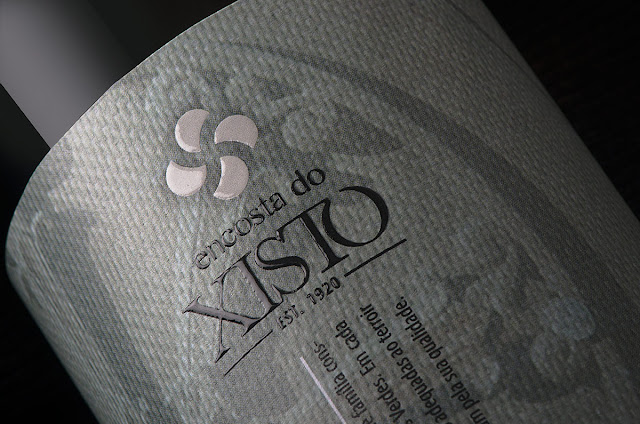 encosta do
XISTO
EST. 1920
e família cons-
s Verdes. Em cada
o adequadas ao terroir
m pela sua qualidade.